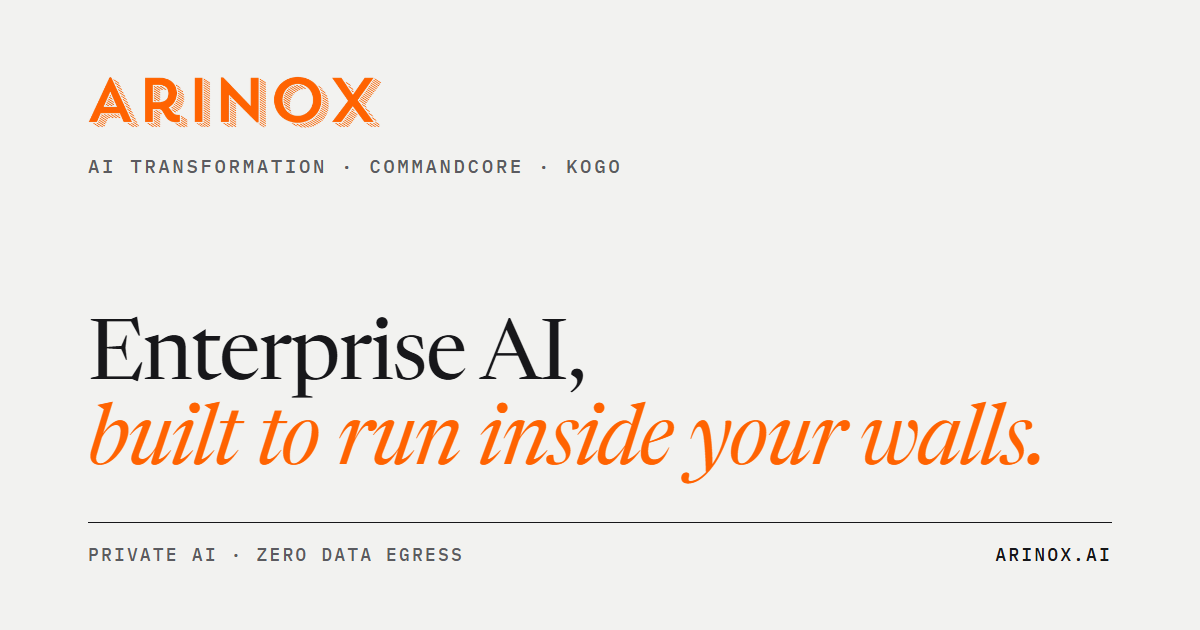 ARINOX
AI TRANSFORMATION · COMMANDCORE · KOGO
Enterprise AI,
built to run inside your walls.
PRIVATE AI · ZERO DATA EGRESS
ARINOX.AI